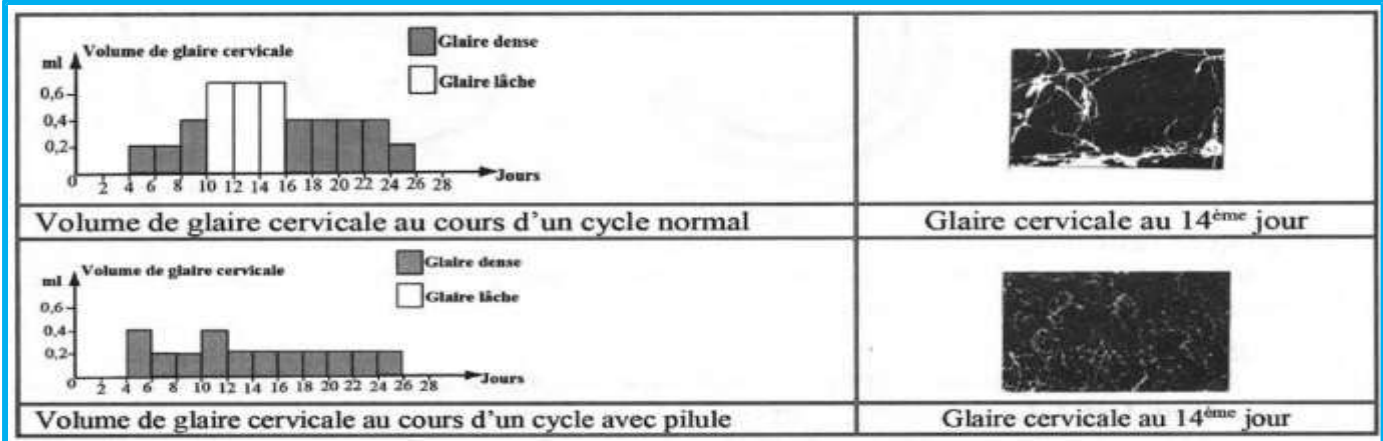 Volume de glaire cervicale
ml
Glaire dense
Glaire lâche
0,6
0,4
0,2
0 2 4 6 8 10 12 14 16 18 20 22 24 26 28
Jours
Volume de glaire cervicale au cours d'un cycle normal
Glaire cervicale au 14ème jour
Volume de glaire cervicale
ml
Glaire dense
Glaire lâche
0,6
0,4
0,2
0 2 4 6 8 10 12 14 16 18 20 22 24 26 28
Jours
Volume de glaire cervicale au cours d'un cycle avec pilule
Glaire cervicale au 14ème jour